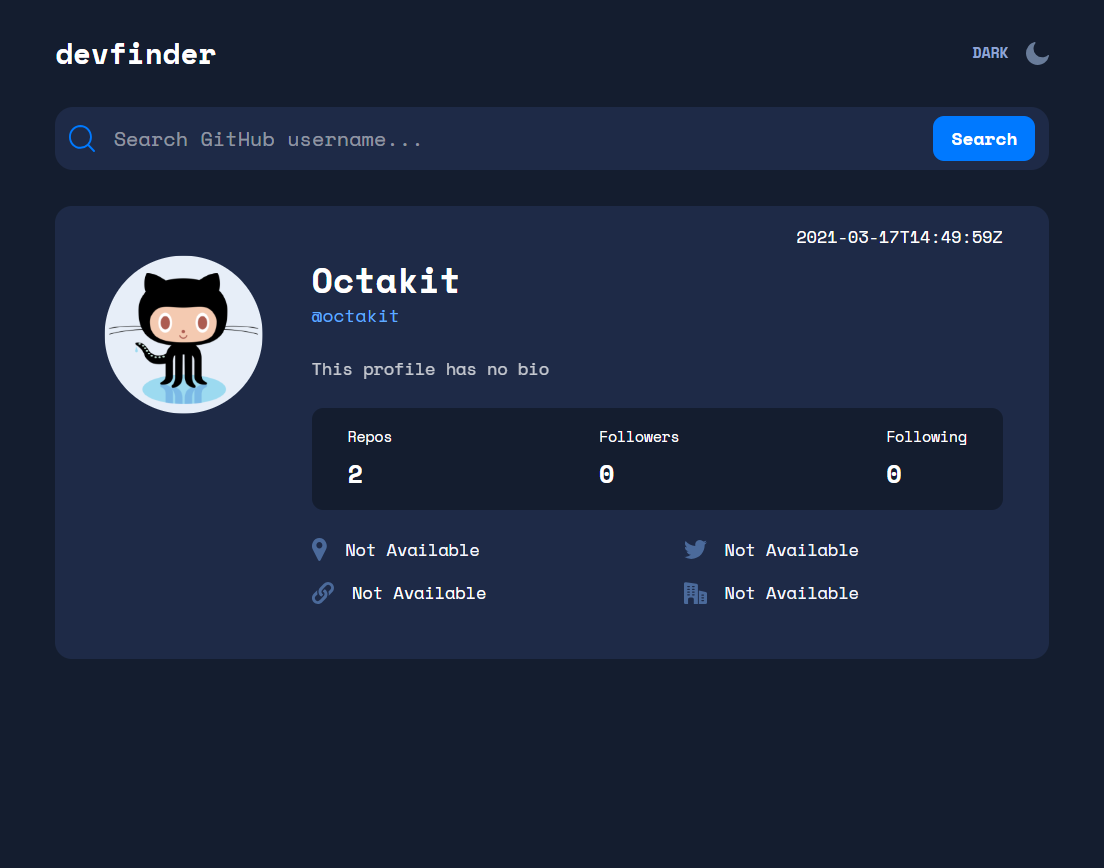 devfinder
DARK
Search GitHub username...
Search
2021-03-17T14:49:59Z
Octakit
@octakit
This profile has no bio
Repos Followers Following
2 0 0
Not Available Not Available
Not Available Not Available